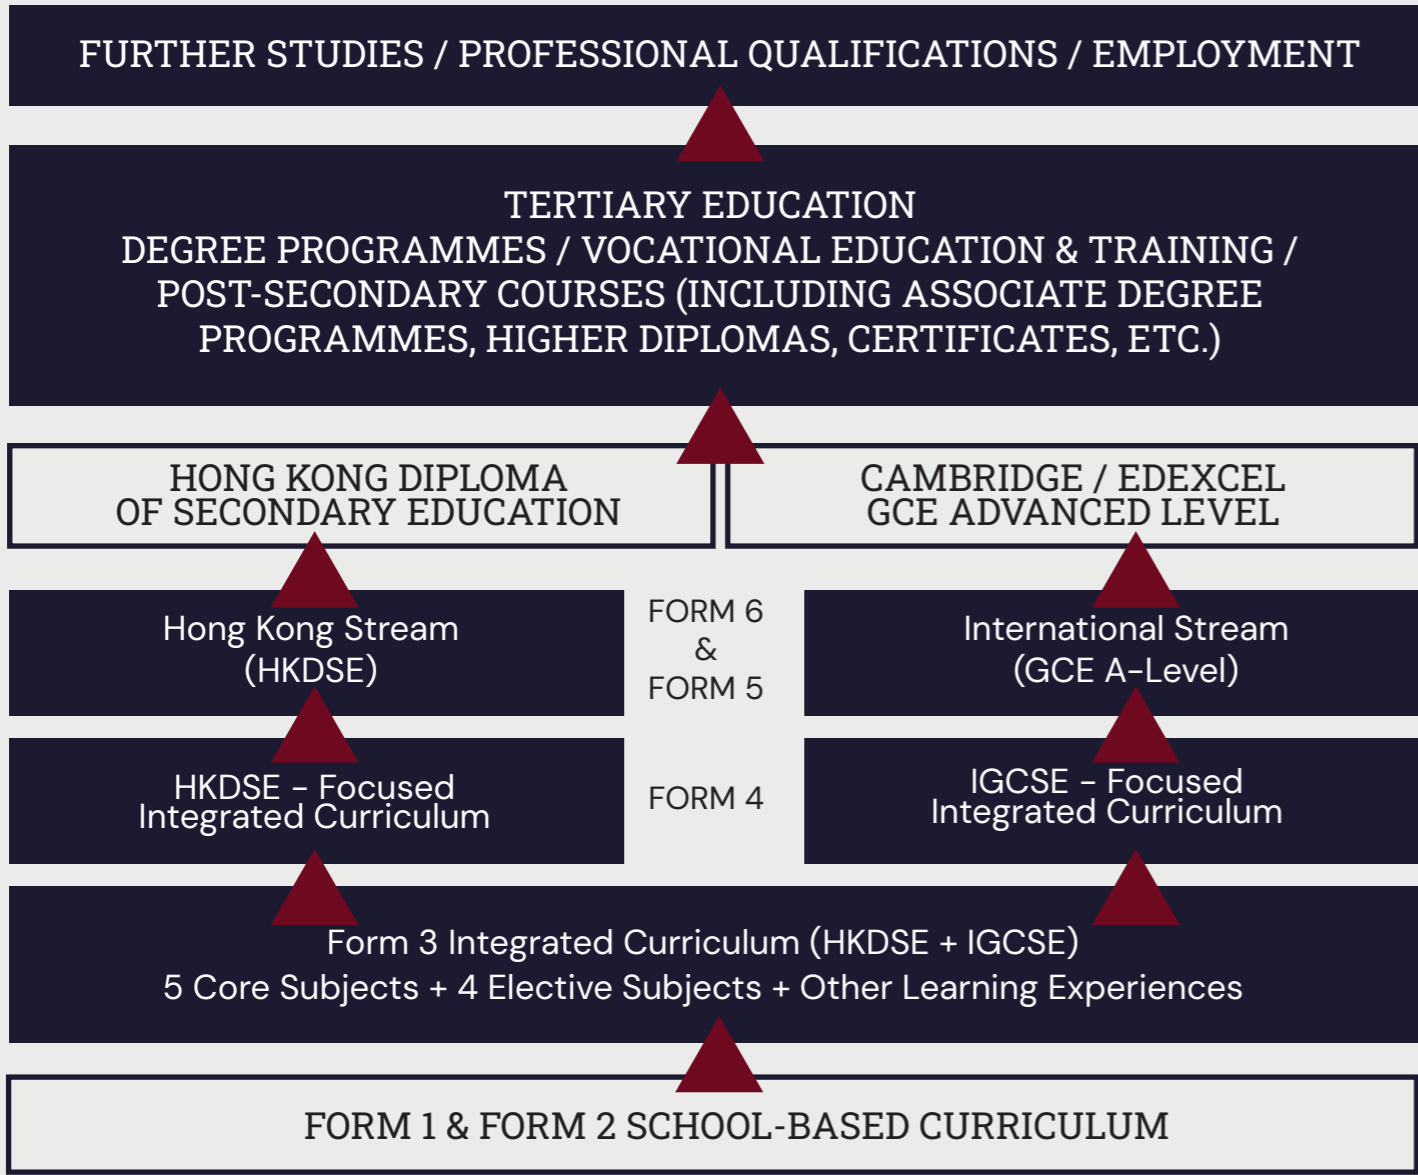 FURTHER STUDIES / PROFESSIONAL QUALIFICATIONS / EMPLOYMENT
TERTIARY EDUCATION
DEGREE PROGRAMMES / VOCATIONAL EDUCATION & TRAINING /
POST-SECONDARY COURSES (INCLUDING ASSOCIATE DEGREE
PROGRAMMES, HIGHER DIPLOMAS, CERTIFICATES, ETC.)
HONG KONG DIPLOMA
OF SECONDARY EDUCATION
CAMBRIDGE / EDEXCEL
GCE ADVANCED LEVEL
Hong Kong Stream
(HKDSE)
FORM 6
&
FORM 5
International Stream
(GCE A-Level)
HKDSE – Focused
Integrated Curriculum
FORM 4
IGCSE – Focused
Integrated Curriculum
Form 3 Integrated Curriculum (HKDSE + IGCSE)
5 Core Subjects + 4 Elective Subjects + Other Learning Experiences
FORM 1 & FORM 2 SCHOOL-BASED CURRICULUM